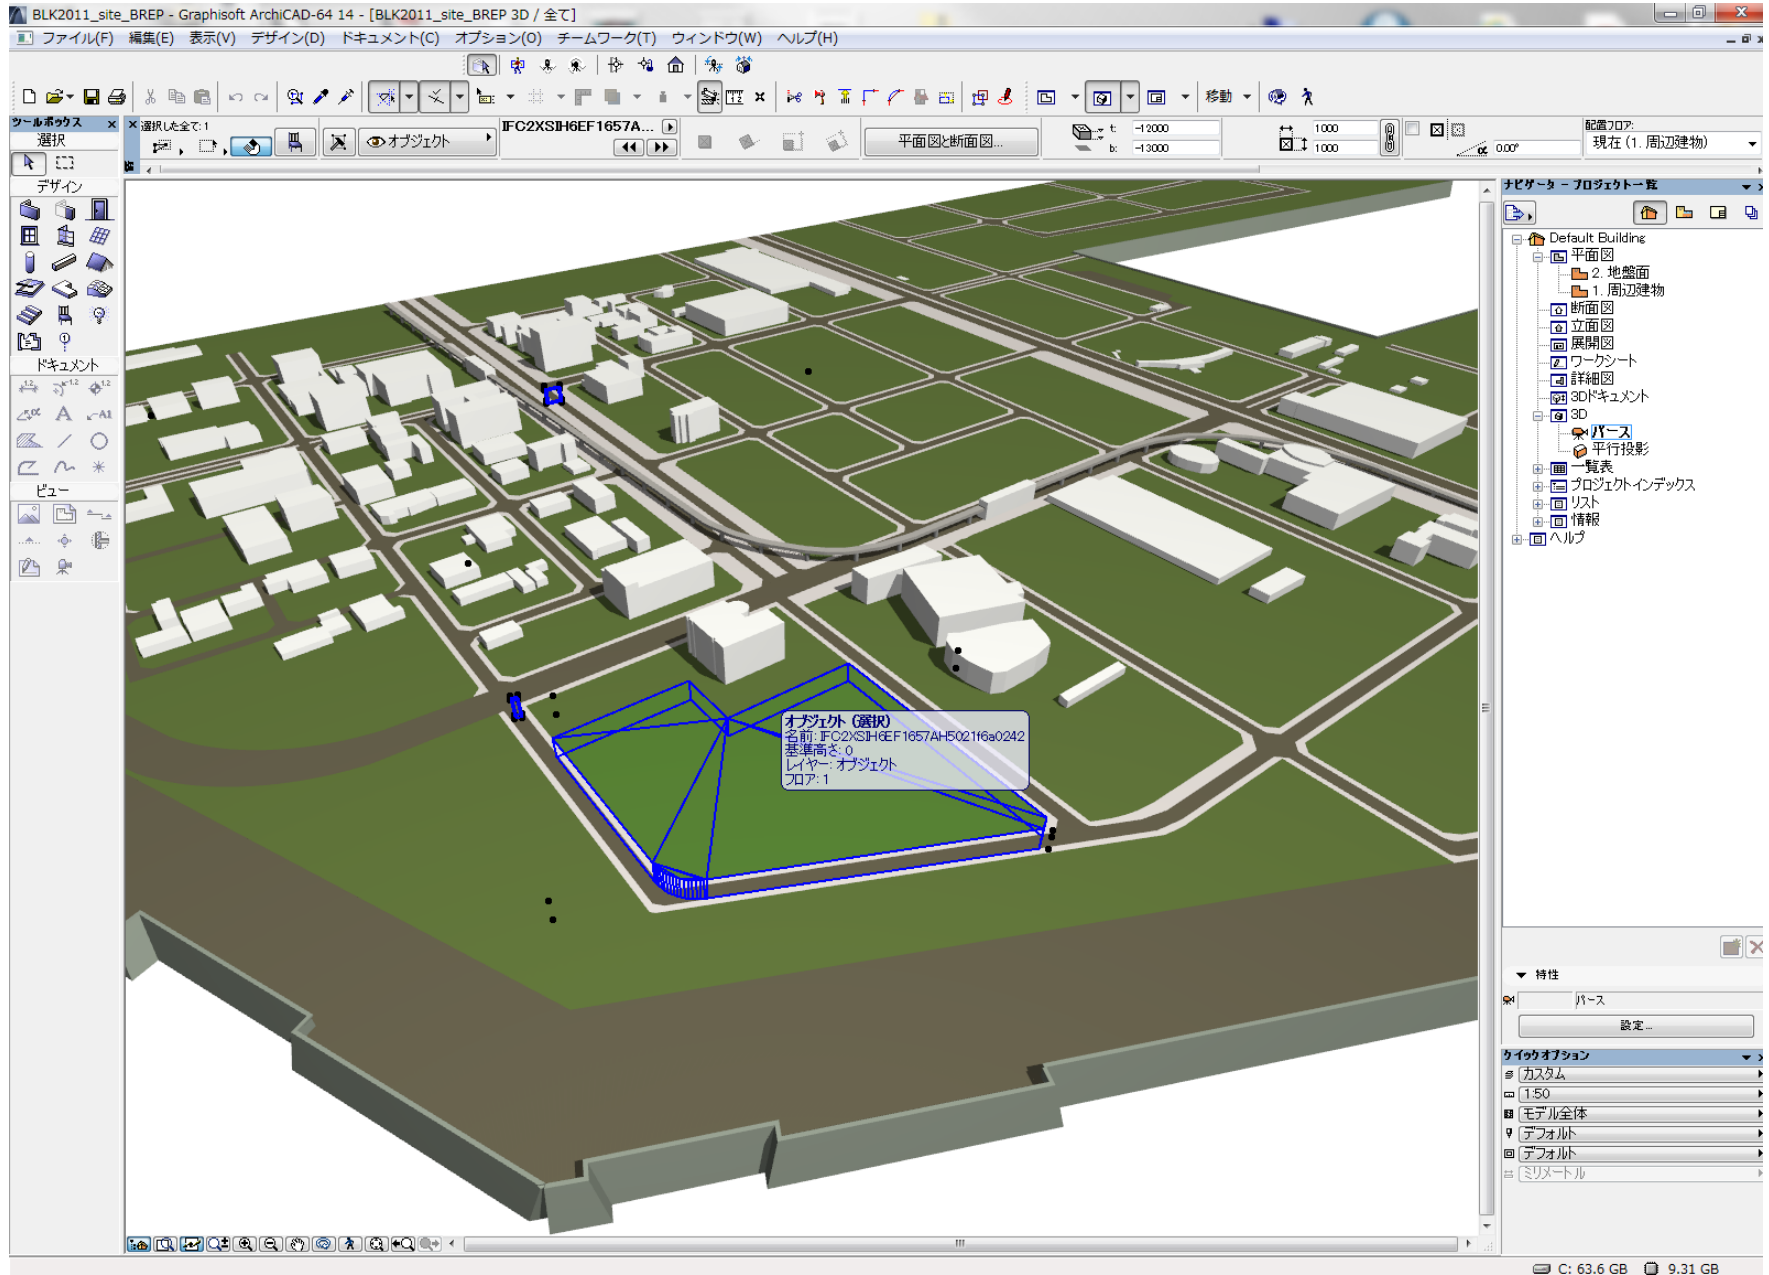 BLK2011_site_BREP - Graphisoft ArchiCAD-64 14 - [BLK2011_site_BREP 3D / 全て]
ファイル(F) 編集(E) 表示(V) デザイン(D) ドキュメント(C) オプション(O) チームワーク(T) ウィンドウ(W) ヘルプ(H)
移動
ツールボックス
選択
デザイン
ドキュメント
ビュー
選択した全て: 1
オブジェクト
IFC2XSIH6EF1657A...
平面図と断面図...
t: -12000
b: -13000
1000
1000
α 0.00°
配置フロア:
現在 (1. 周辺建物)
オブジェクト (選択)
名前: IFC2XSIH6EF1657AH5021f6a0242
基準高さ: 0
レイヤー: オブジェクト
フロア: 1
ナビゲータ - プロジェクト一覧
Default Building
平面図
2. 地盤面
1. 周辺建物
断面図
立面図
展開図
ワークシート
詳細図
3Dドキュメント
3D
パース
平行投影
一覧表
プロジェクトインデックス
リスト
情報
ヘルプ
特性
パース
設定...
クイックオプション
カスタム
1:50
モデル全体
デフォルト
デフォルト
ミリメートル
C: 63.6 GB 9.31 GB